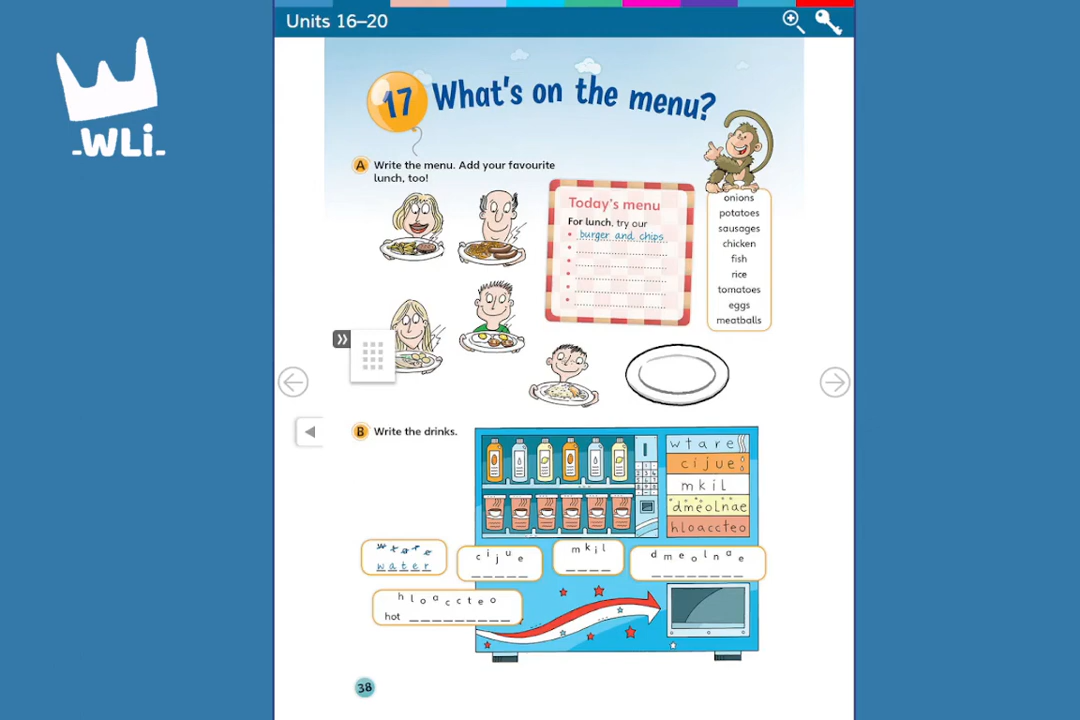 Units 16–20
-WLi-
17 What's on the menu?
A Write the menu. Add your favourite
lunch, too!
Today's menu
For lunch, try our
• burger and chips
•
•
•
•
onions
potatoes
sausages
chicken
fish
rice
tomatoes
eggs
meatballs
B Write the drinks.
wtare
cijue
mkil
dmeolnae
hloaccteo
wtare
water
cijue
mkil
dmeolnae
hloaccteo
hot
38